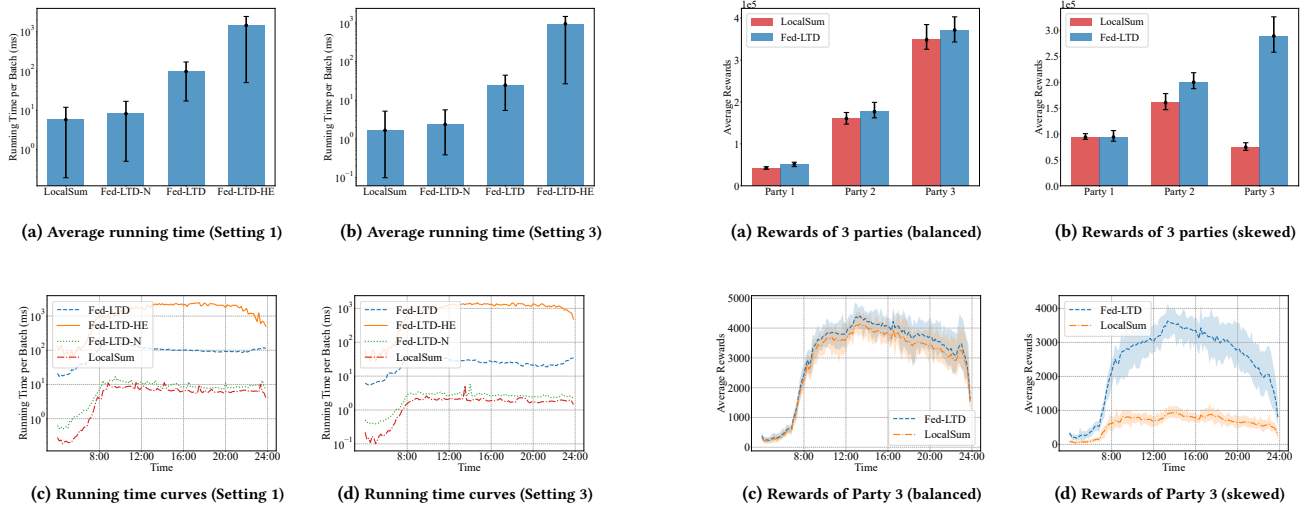 Running Time per Batch (ms)
10³
10²
10¹
10⁰
LocalSum
Fed-LTD-N
Fed-LTD
Fed-LTD-HE
(a) Average running time (Setting 1)
Running Time per Batch (ms)
10³
10²
10¹
10⁰
10⁻¹
LocalSum
Fed-LTD-N
Fed-LTD
Fed-LTD-HE
(b) Average running time (Setting 3)
1e5
Average Rewards
4
3
2
1
0
LocalSum
Fed-LTD
Party 1
Party 2
Party 3
(a) Rewards of 3 parties (balanced)
1e5
Average Rewards
3.0
2.5
2.0
1.5
1.0
0.5
0.0
LocalSum
Fed-LTD
Party 1
Party 2
Party 3
(b) Rewards of 3 parties (skewed)
Running Time per Batch (ms)
10³
10²
10¹
10⁰
Fed-LTD
Fed-LTD-HE
Fed-LTD-N
LocalSum
8:00
12:00
16:00
20:00
24:00
Time
(c) Running time curves (Setting 1)
Running Time per Batch (ms)
10³
10²
10¹
10⁰
10⁻¹
Fed-LTD
Fed-LTD-HE
Fed-LTD-N
LocalSum
8:00
12:00
16:00
20:00
24:00
Time
(d) Running time curves (Setting 3)
Average Rewards
5000
4000
3000
2000
1000
0
Fed-LTD
LocalSum
8:00
12:00
16:00
20:00
24:00
Time
(c) Rewards of Party 3 (balanced)
Average Rewards
4000
3000
2000
1000
0
Fed-LTD
LocalSum
8:00
12:00
16:00
20:00
24:00
Time
(d) Rewards of Party 3 (skewed)